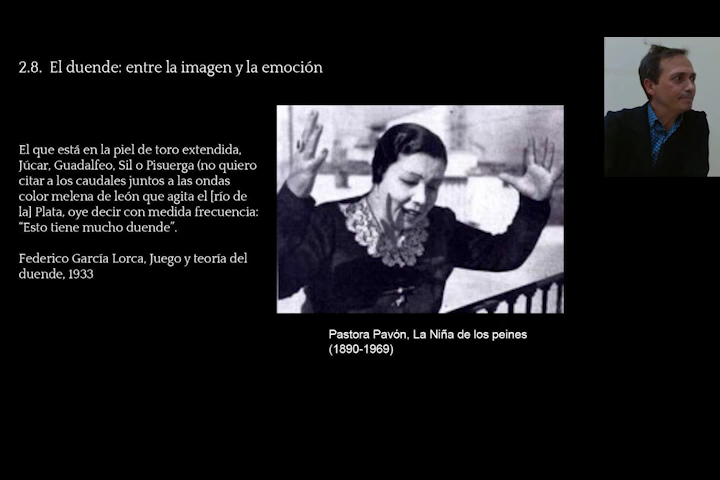 2.8. El duende: entre la imagen y la emoción
El que está en la piel de toro extendida,
Júcar, Guadalfeo, Sil o Pisuerga (no quiero
citar a los caudales juntos a las ondas
color melena de león que agita el [río de
la] Plata, oye decir con medida frecuencia:
“Esto tiene mucho duende”.
Federico García Lorca, Juego y teoría del
duende, 1933
Pastora Pavón, La Niña de los peines
(1890-1969)